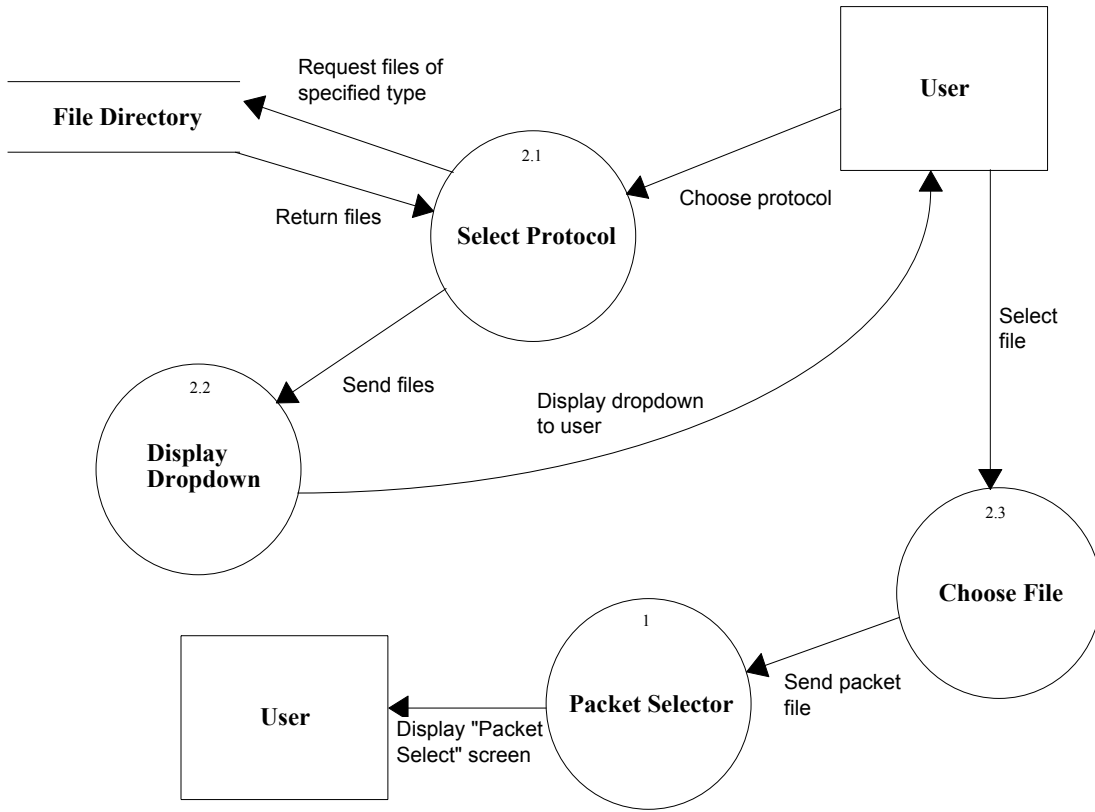 Request files of
specified type
User
File Directory
2.1
Choose protocol
Return files
Select Protocol
Select
file
2.2
Send files
Display dropdown
to user
Display
Dropdown
2.3
Choose File
1
Send packet
file
Packet Selector
User
Display "Packet
Select" screen